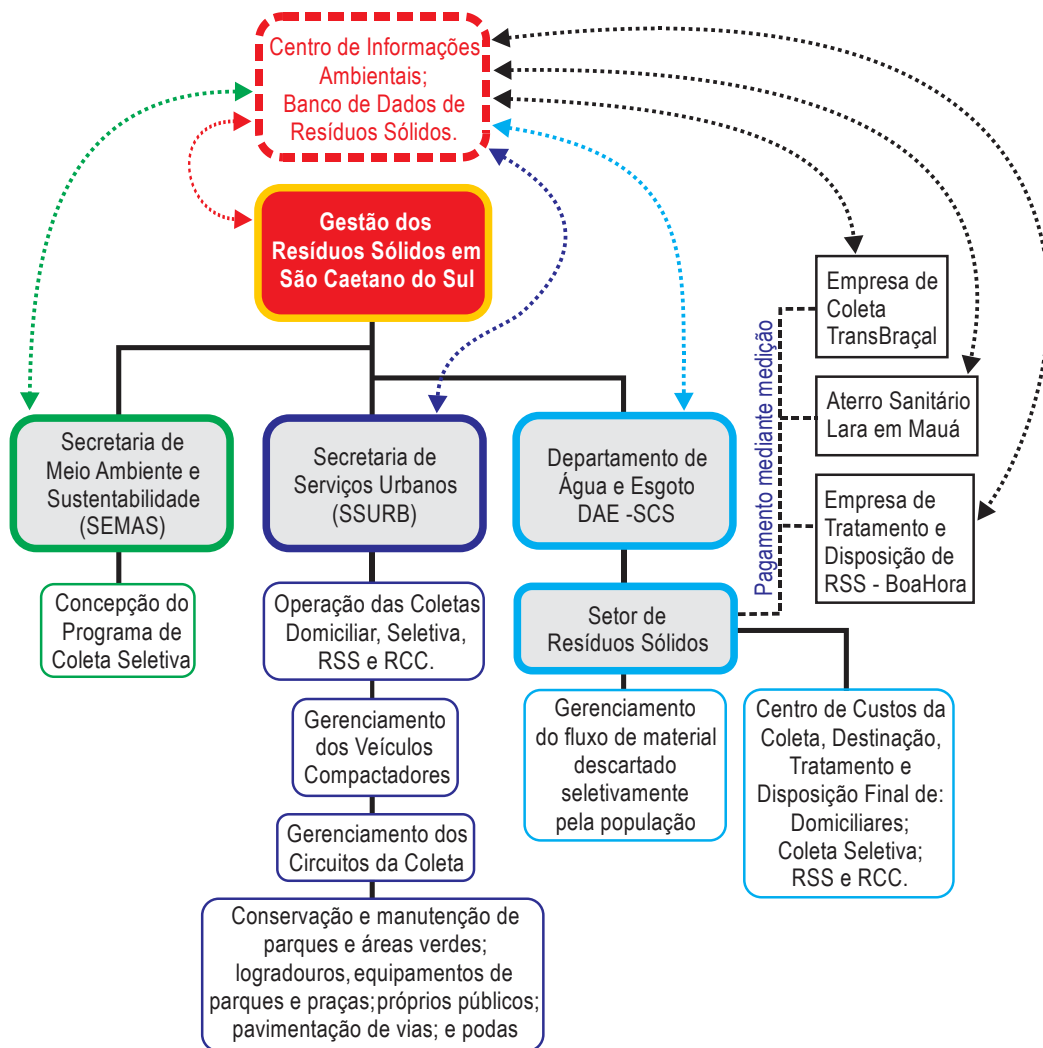 Centro de Informações
Ambientais;
Banco de Dados de
Resíduos Sólidos.
Gestão dos
Resíduos Sólidos em
São Caetano do Sul
Empresa de
Coleta
TransBraçal
Aterro Sanitário
Lara em Mauá
Empresa de
Tratamento e
Disposição de
RSS - BoaHora
Pagamento mediante medição
Secretaria de
Meio Ambiente e
Sustentabilidade
(SEMAS)
Secretaria de
Serviços Urbanos
(SSURB)
Departamento de
Água e Esgoto
DAE -SCS
Concepção do
Programa de
Coleta Seletiva
Operação das Coletas
Domiciliar, Seletiva,
RSS e RCC.
Setor de
Resíduos Sólidos
Gerenciamento
dos Veículos
Compactadores
Gerenciamento
do fluxo de material
descartado
seletivamente
pela população
Centro de Custos da
Coleta, Destinação,
Tratamento e
Disposição Final de:
Domiciliares;
Coleta Seletiva;
RSS e RCC.
Gerenciamento dos
Circuitos da Coleta
Conservação e manutenção de
parques e áreas verdes;
logradouros, equipamentos de
parques e praças; próprios públicos;
pavimentação de vias; e podas